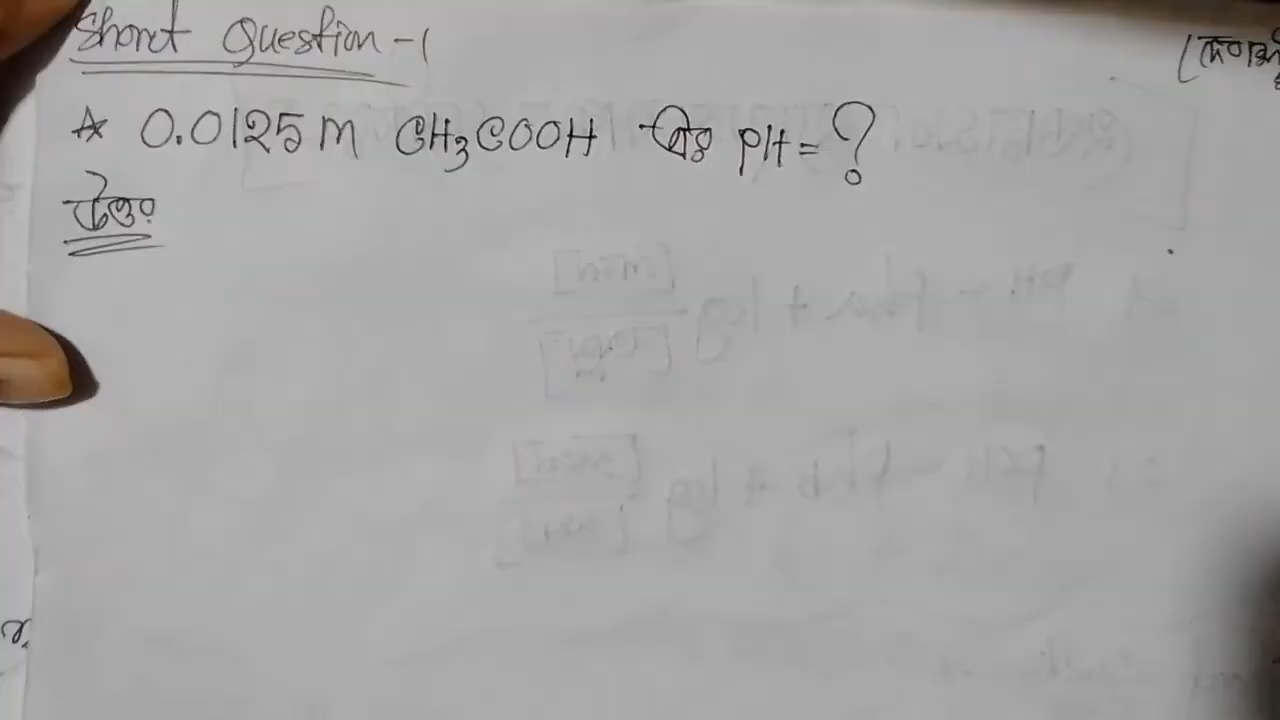 Short Question-1
☆ 0.0125 M CH₃COOH এর pH = ?
উত্তরঃ